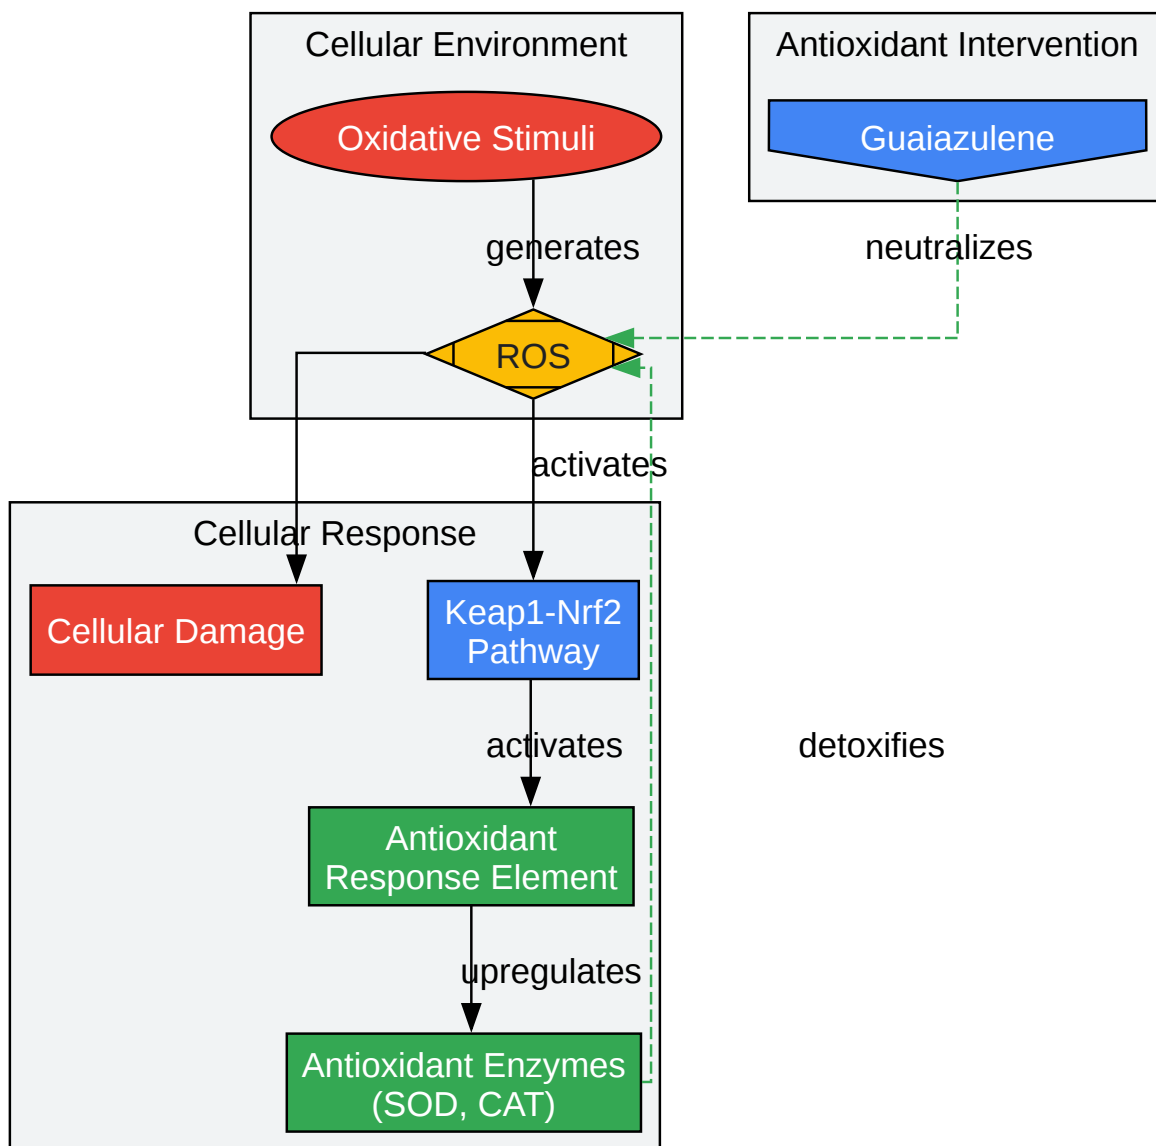 Cellular Environment
Antioxidant Intervention
Oxidative Stimuli
Guaiazulene
generates
neutralizes
ROS
activates
Cellular Response
Cellular Damage
Keap1-Nrf2
Pathway
activates
detoxifies
Antioxidant
Response Element
upregulates
Antioxidant Enzymes
(SOD, CAT)